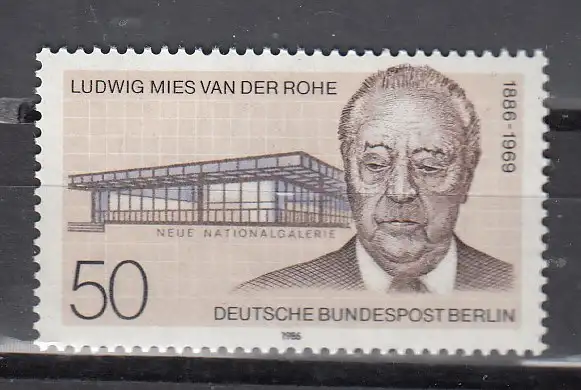 LUDWIG MIES VAN DER ROHE
1886-1969
NEUE NATIONALGALERIE
50
DEUTSCHE BUNDESPOST BERLIN
1986